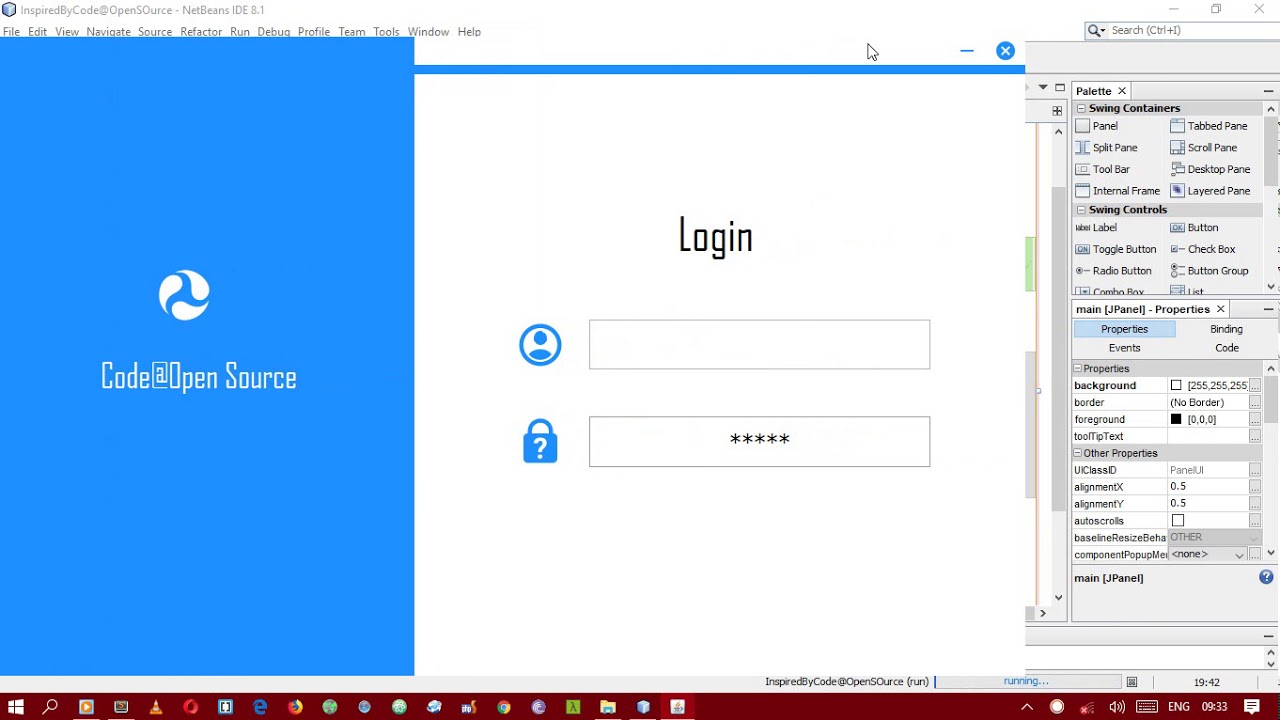 InspiredByCode@OpenSOurce - NetBeans IDE 8.1
File Edit View Navigate Source Refactor Run Debug Profile Team Tools Window Help
Search (Ctrl+I)
Login
Code@Open Source
*****
?
Palette
Swing Containers
Panel Tabbed Pane
Split Pane Scroll Pane
Tool Bar Desktop Pane
Internal Frame Layered Pane
Swing Controls
label Label OK Button
ON Toggle Button Check Box
Radio Button Button Group
Combo Box List
main [JPanel] - Properties
Properties Binding
Events Code
Properties
background [255,255,255 ...
border (No Border) ...
foreground [0,0,0] ...
toolTipText ...
Other Properties
UIClassID PanelUI ...
alignmentX 0.5 ...
alignmentY 0.5 ...
autoscrolls ...
baselineResizeBeha OTHER
componentPopupMen <none> ...
main [JPanel]
?
InspiredByCode@OpenSOurce (run) running... 19:42
ENG 09:33